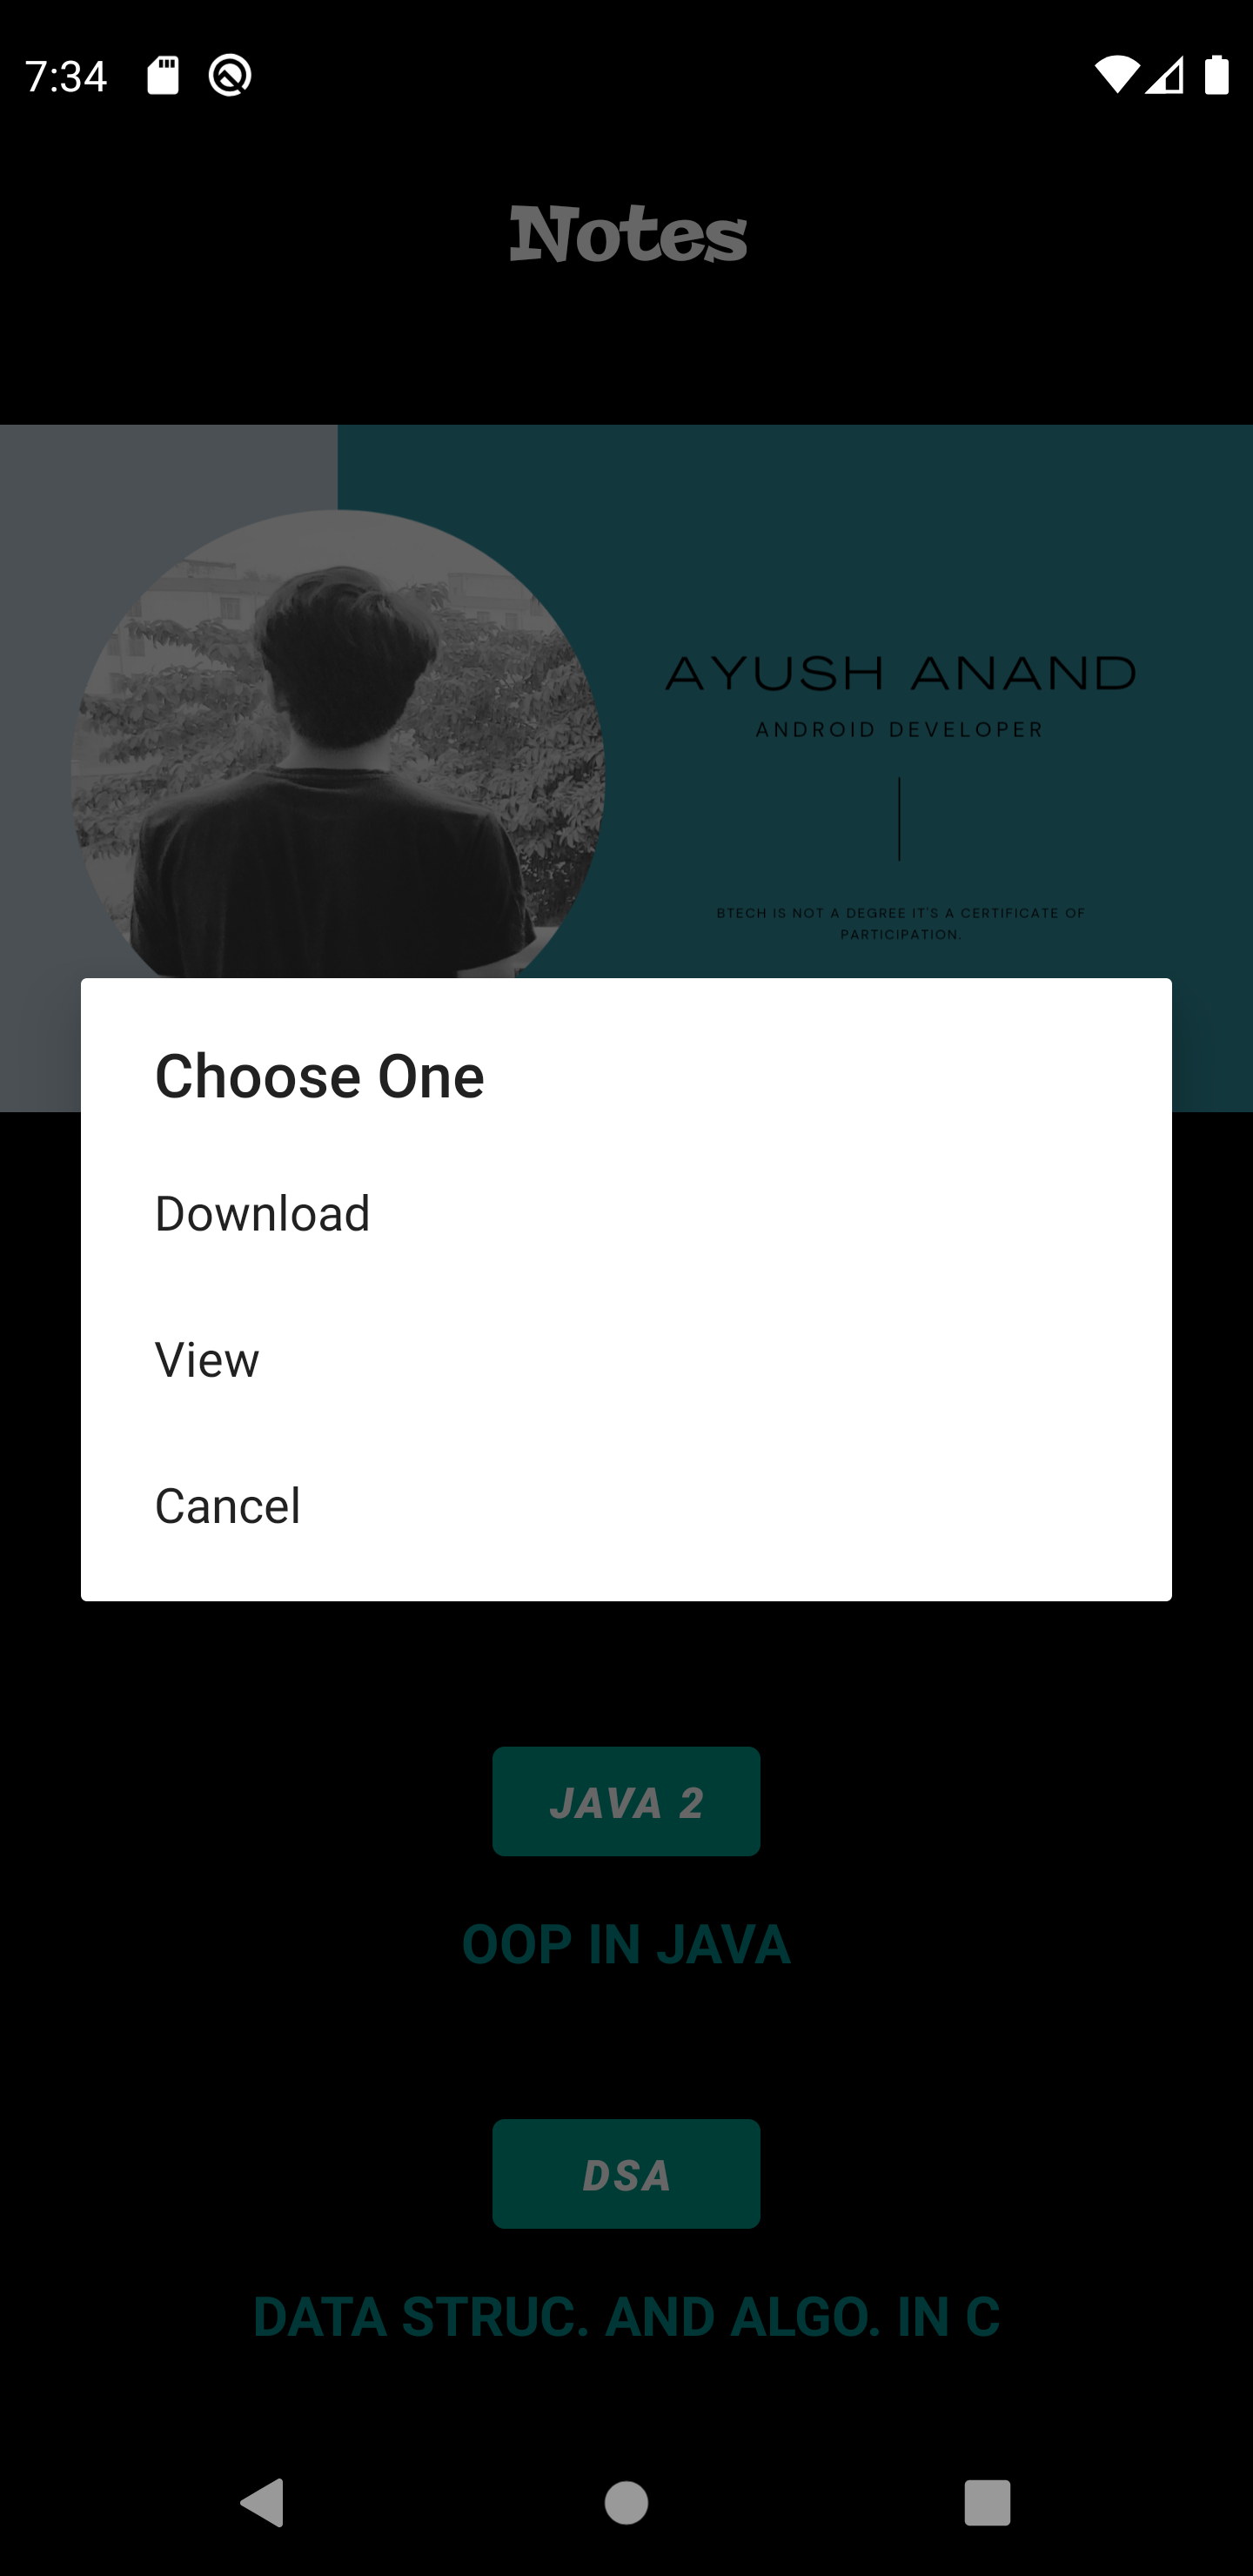 7:34
Notes
AYUSH ANAND
ANDROID DEVELOPER
BTECH IS NOT A DEGREE IT'S A CERTIFICATE OF
PARTICIPATION.
Choose One
Download
View
Cancel
JAVA 2
OOP IN JAVA
DSA
DATA STRUC. AND ALGO. IN C